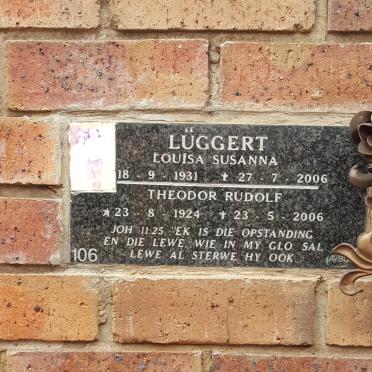 LÜGGERT
LOUISA SUSANNA
18 - 9 - 1931 ✝ 27 - 7 - 2006
THEODOR RUDOLF
★ 23 - 8 - 1924 ✝ 23 - 5 - 2006
JOH 11:25 "EK IS DIE OPSTANDING
EN DIE LEWE, WIE IN MY GLO SAL
LEWE AL STERWE HY OOK.
106